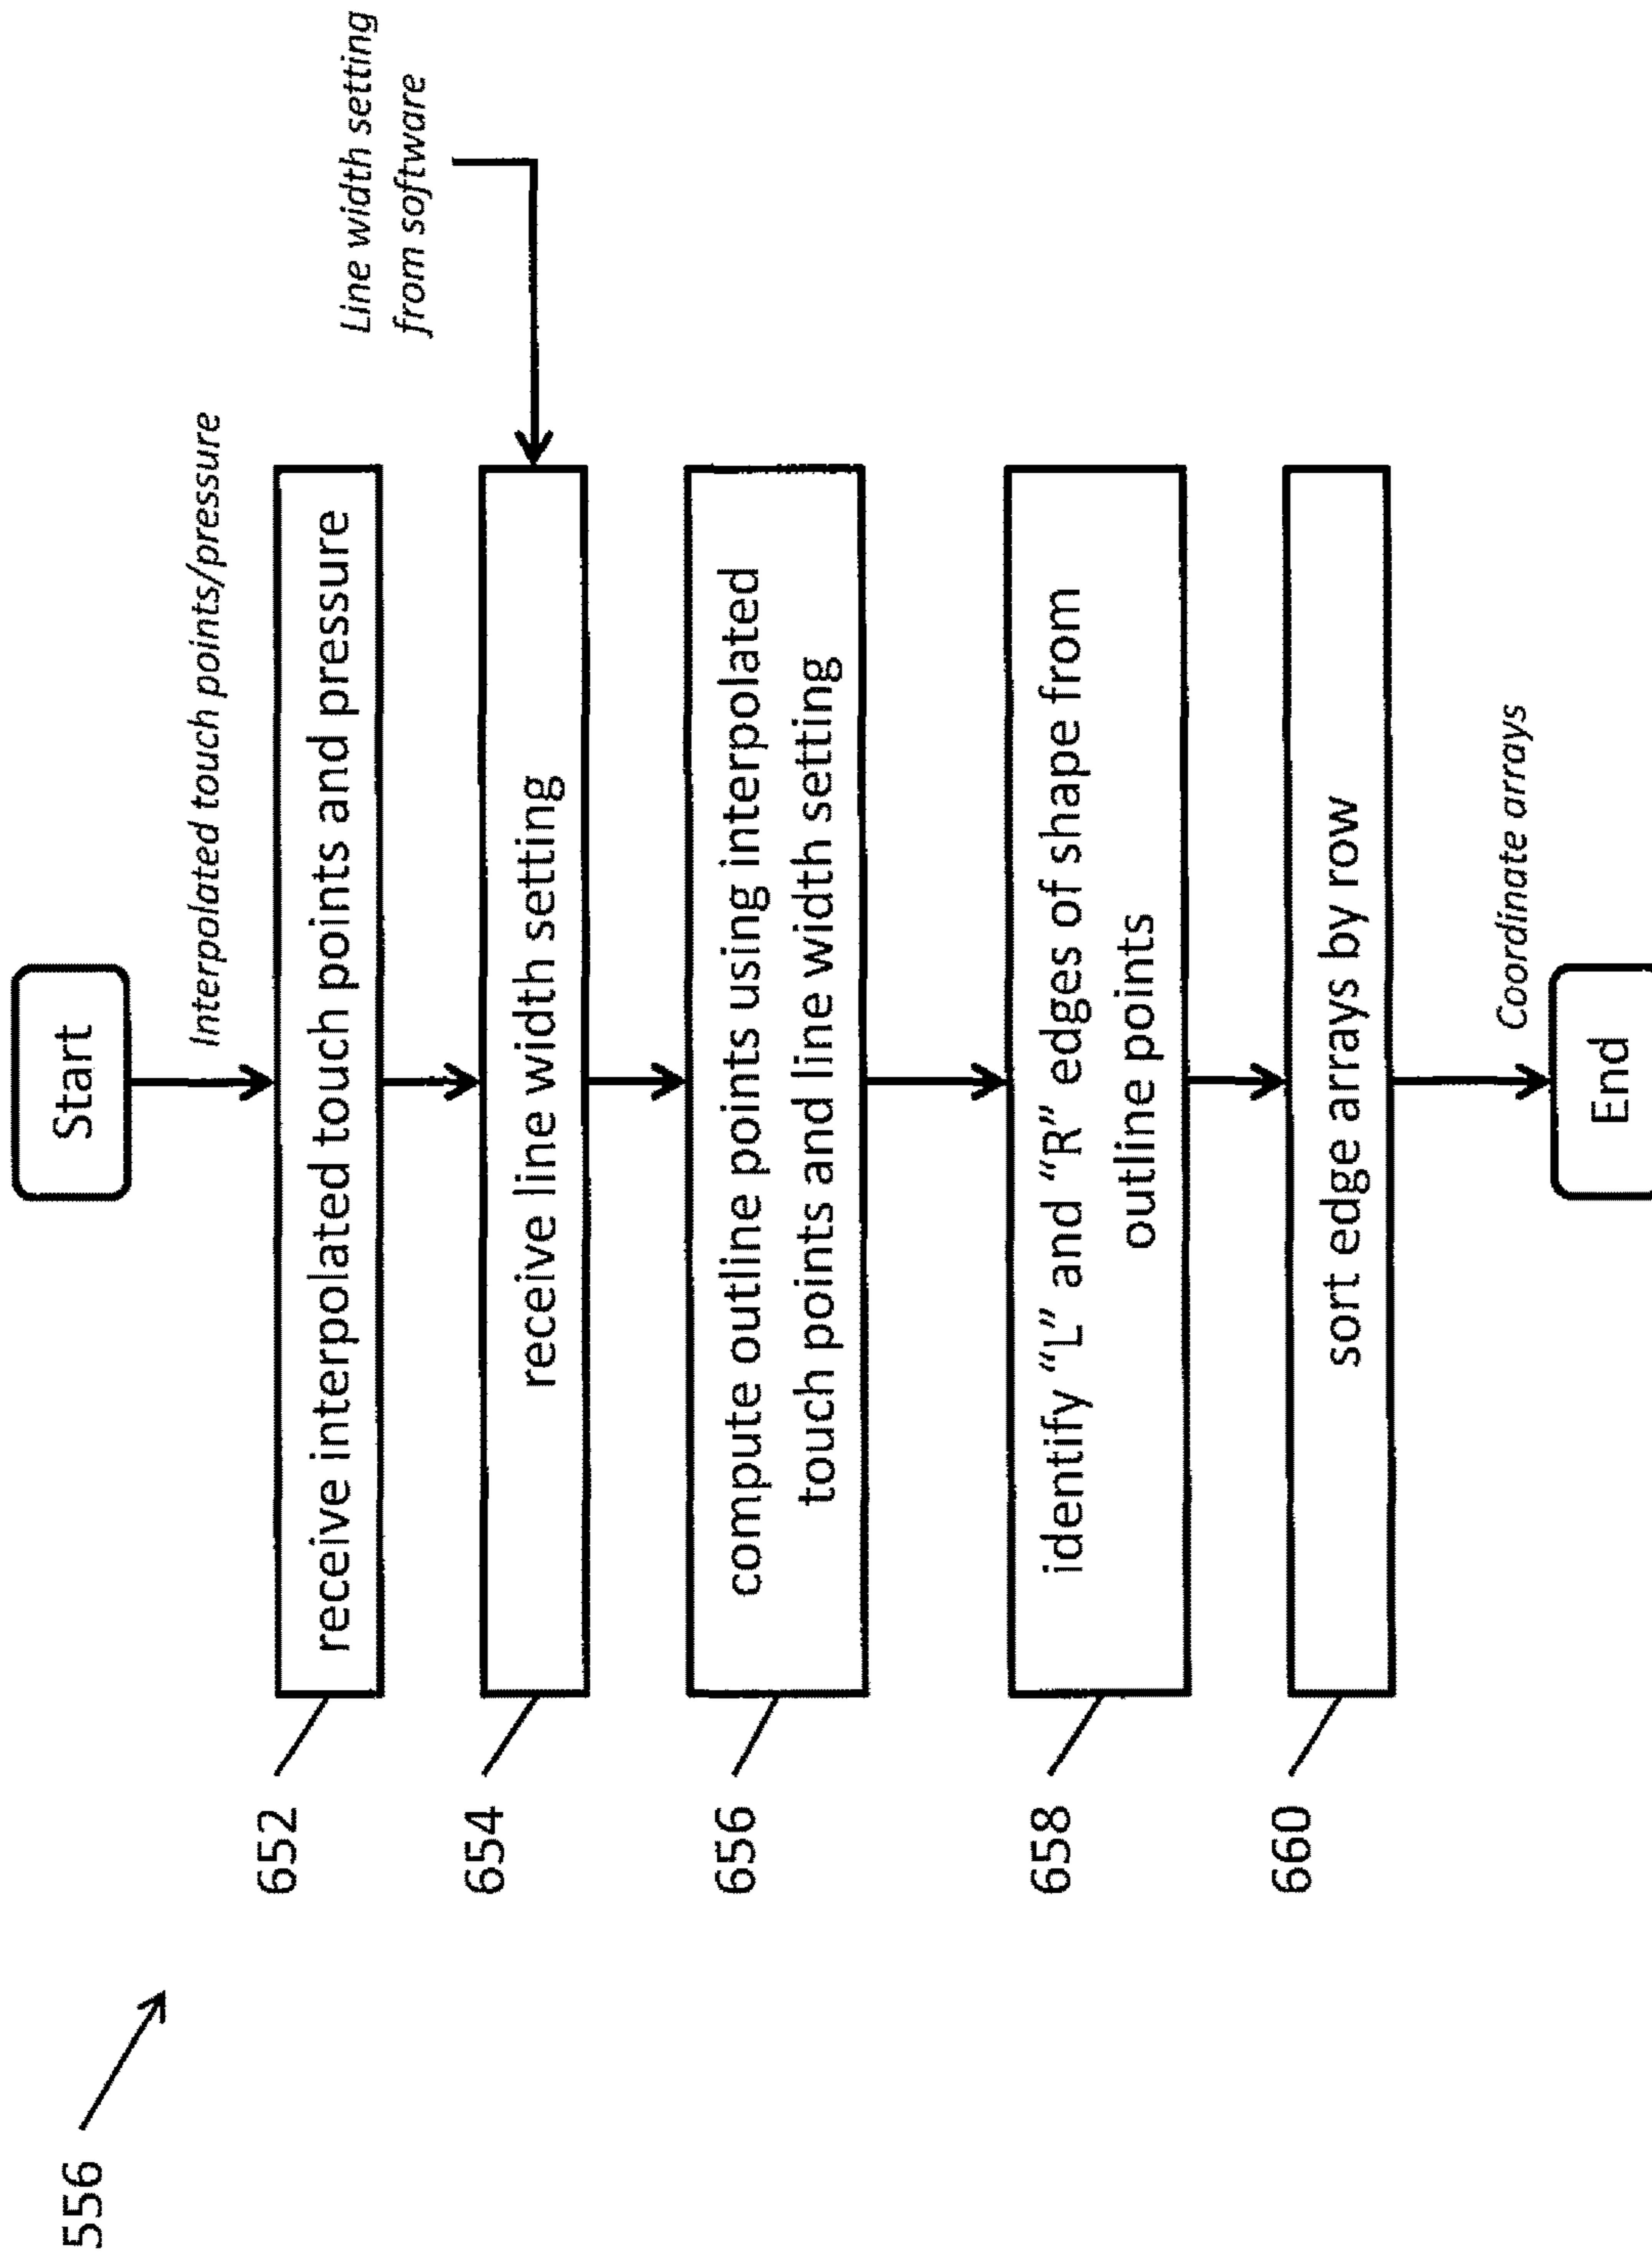 556
Start
Interpolated touch points/pressure
652
receive interpolated touch points and pressure
Line width setting
from software
654
receive line width setting
656
compute outline points using interpolated
touch points and line width setting
658
identify “L” and “R” edges of shape from
outline points
660
sort edge arrays by row
Coordinate arrays
End